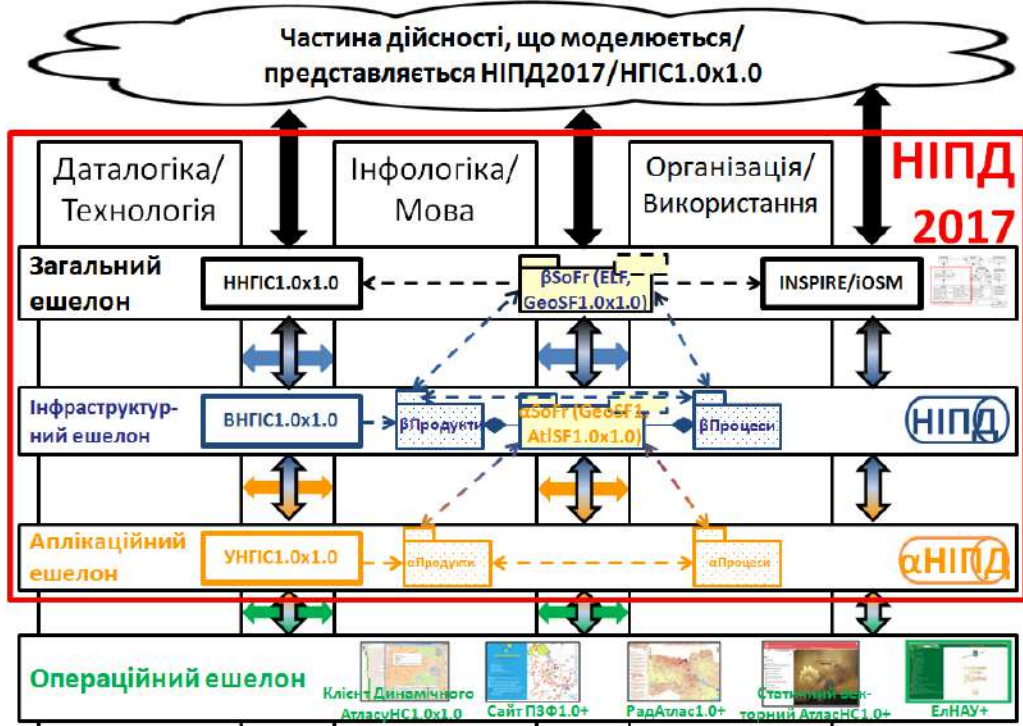 Частина дійсності, що моделюється/
представляється НІПД2017/НГІС1.0х1.0
НІПД
2017
Даталогіка/
Технологія
Інфологіка/
Мова
Організація/
Використання
Загальний
ешелон
ННГІС1.0х1.0
βSoFr (ELF,
GeoSF1.0x1.0)
INSPIRE/iOSM
Інфраструктур-
ний ешелон
ВНГІС1.0х1.0
βПродукти
αSoFr (GeoSF1,
AtlSF1.0x1.0)
βПроцеси
НІПД
Аплікаційний
ешелон
УНГІС1.0х1.0
αПродукти
αПроцеси
αНІПД
Операційний ешелон
Клієнт Динамічного
АтласуНС1.0х1.0
Сайт ПЗФ1.0+
РадАтлас1.0+
Статичний век-
торний АтласНС1.0+
ЕлНАУ+